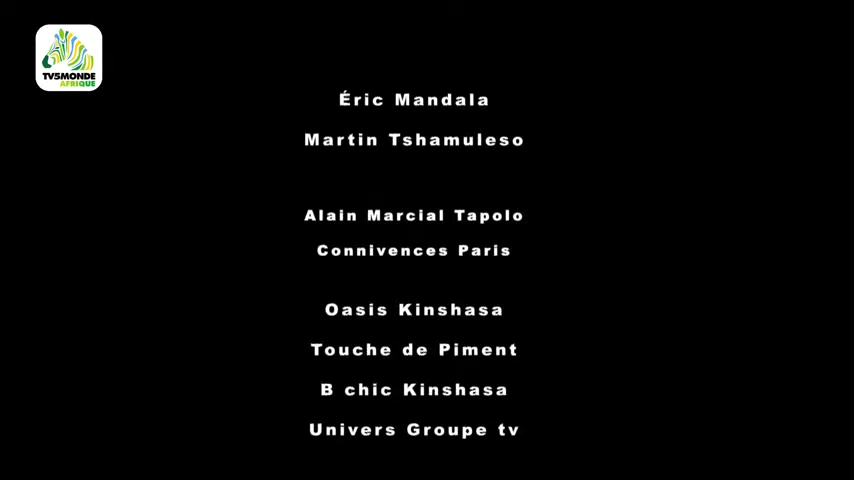 TV5MONDE
AFRIQUE
Éric Mandala
Martin Tshamuleso
Alain Marcial Tapolo
Connivences Paris
Oasis Kinshasa
Touche de Piment
B chic Kinshasa
Univers Groupe tv